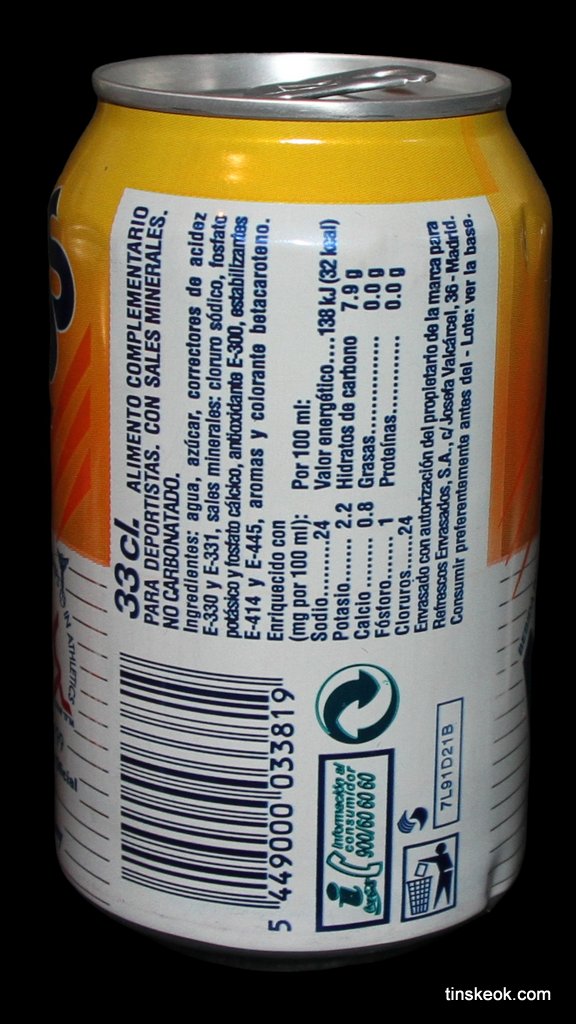 33 cl. ALIMENTO COMPLEMENTARIO
PARA DEPORTISTAS. CON SALES MINERALES.
NO CARBONATADO.
Ingredientes: agua, azúcar, correctores de acidez
E-330 y E-331, sales minerales: cloruro sódico, fosfato
potásico y fosfato cálcico, antioxidante E-300, estabilizantes
E-414 y E-445, aromas y colorante betacaroteno.
Enriquecido con
(mg por 100 ml):
Sodio.........24
Potasio...... 2.2
Calcio ....... 0.8
Fósforo....... 1
Cloruros......24
Por 100 ml:
Valor energético....138 kJ (32 kcal)
Hidratos de carbono 7.9 g
Grasas................... 0.0 g
Proteínas............... 0.0 g
Envasado con autorización del propietario de la marca para
Refrescos Envasados, S.A., c/Josefa Valcárcel, 36 - Madrid.
Consumir preferentemente antes del - Lote: ver la base.
5 449000 033819
Información al
consumidor
900/60 60 60
7L91D21B
IN ATHLETICS
tinskeok.com